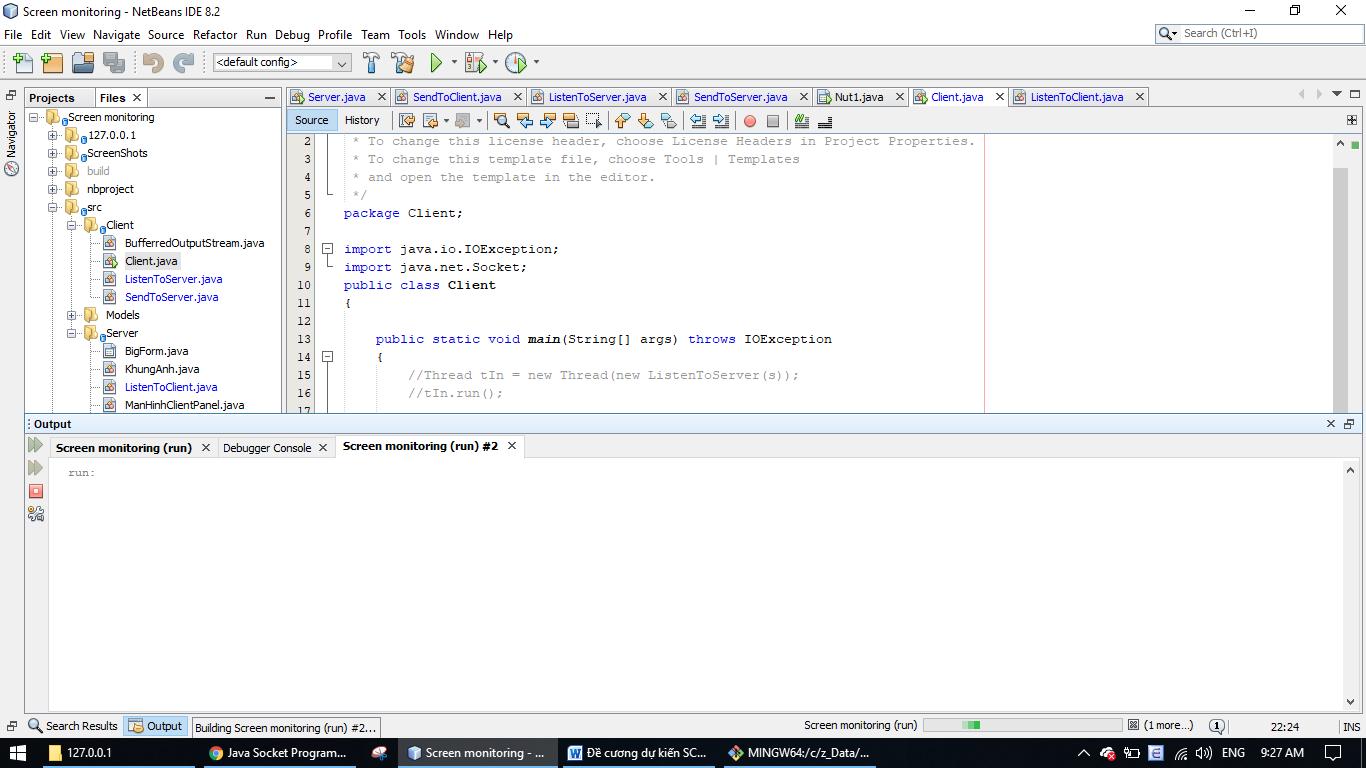 Screen monitoring - NetBeans IDE 8.2
File Edit View Navigate Source Refactor Run Debug Profile Team Tools Window Help
Search (Ctrl+I)
<default config>
Projects Files
Navigator
Screen monitoring
127.0.0.1
ScreenShots
build
nbproject
src
Client
BufferredOutputStream.java
Client.java
ListenToServer.java
SendToServer.java
Models
Server
BigForm.java
KhungAnh.java
ListenToClient.java
ManHinhClientPanel.java
Server.java SendToClient.java ListenToServer.java SendToServer.java Nut1.java Client.java ListenToClient.java
Source History
2 * To change this license header, choose License Headers in Project Properties.
3 * To change this template file, choose Tools | Templates
4 * and open the template in the editor.
5 */
6 package Client;
7
8 import java.io.IOException;
9 import java.net.Socket;
10 public class Client
11 {
12
13 public static void main(String[] args) throws IOException
14 {
15 //Thread tIn = new Thread(new ListenToServer(s));
16 //tIn.run();
17
Output
Screen monitoring (run) Debugger Console Screen monitoring (run) #2
run:
Search Results Output Building Screen monitoring (run) #2... Screen monitoring (run) (1 more...) 1 22:24 INS
127.0.0.1 Java Socket Program... Screen monitoring - ... Đề cương dự kiến SC... MINGW64:/c/z_Data/... ENG 9:27 AM